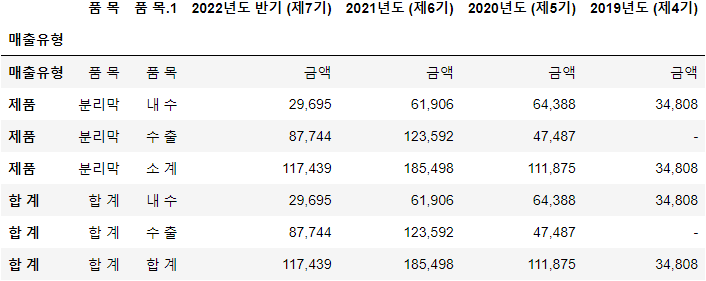 품 목 품 목.1 2022년도 반기 (제7기) 2021년도 (제6기) 2020년도 (제5기) 2019년도 (제4기)
매출유형
매출유형 품 목 품 목 금액 금액 금액 금액
제품 분리막 내 수 29,695 61,906 64,388 34,808
제품 분리막 수 출 87,744 123,592 47,487 -
제품 분리막 소 계 117,439 185,498 111,875 34,808
합 계 합 계 내 수 29,695 61,906 64,388 34,808
합 계 합 계 수 출 87,744 123,592 47,487 -
합 계 합 계 합 계 117,439 185,498 111,875 34,808